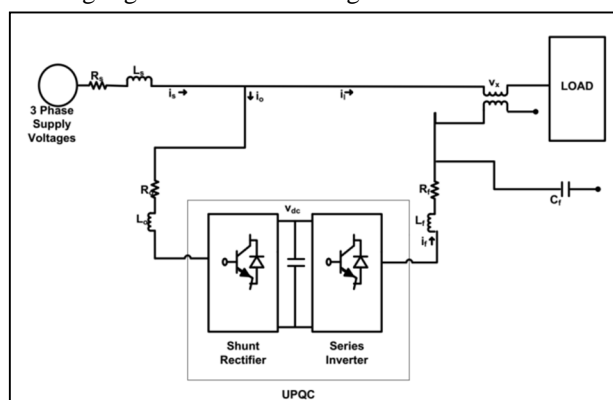 Rs
Ls
is
io
il
vx
LOAD
3 Phase
Supply
Voltages
Rf
Cf
Lo
Lf
if
vdc
Shunt
Rectifier
Series
Inverter
UPQC